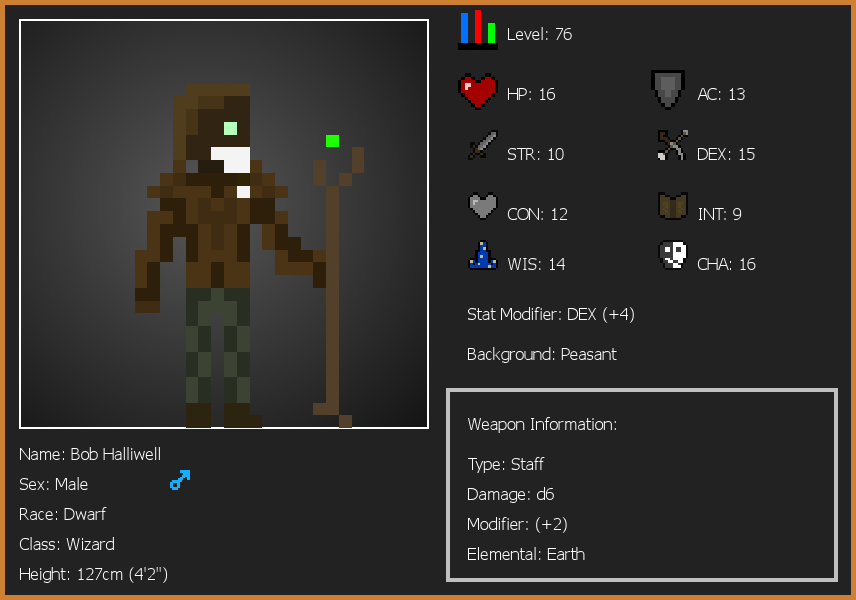 Level: 76
HP: 16
AC: 13
STR: 10
DEX: 15
CON: 12
INT: 9
WIS: 14
CHA: 16
Stat Modifier: DEX (+4)
Background: Peasant
Weapon Information:
Type: Staff
Damage: d6
Modifier: (+2)
Elemental: Earth
Name: Bob Halliwell
Sex: Male
Race: Dwarf
Class: Wizard
Height: 127cm (4'2")